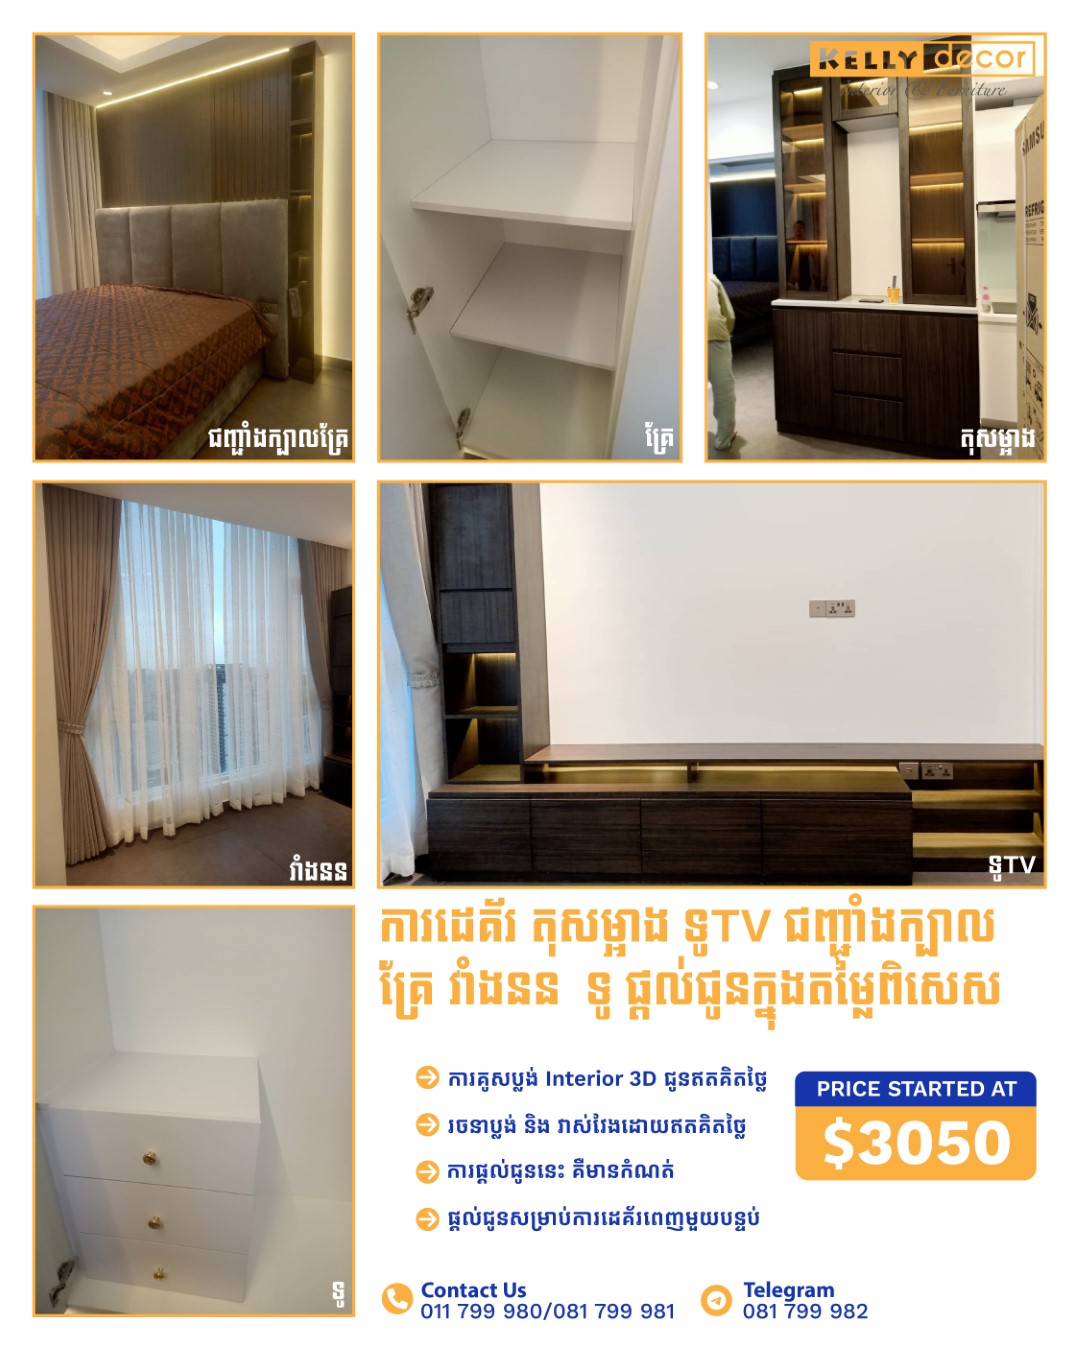 KELLY decor
Interior & Furniture
SAMSU
REFRIG
ជញ្ជាំងក្បាលគ្រែ
គ្រែ
តុសម្អាង
វាំងនន
ទូTV
ការដេគ័រ តុសម្អាង ទូTV ជញ្ជាំងក្បាល
គ្រែ វាំងនន ទូ ផ្តល់ជូនក្នុងតម្លៃពិសេស
ការគូសប្លង់ Interior 3D ជូនឥតគិតថ្លៃ
រចនាប្លង់ និង វាស់វែងដោយឥតគិតថ្លៃ
ការផ្តល់ជូននេះ គឺមានកំណត់
ផ្តល់ជូនសម្រាប់ការដេគ័រពេញមួយបន្ទប់
PRICE STARTED AT
$3050
ទូ
Contact Us
011 799 980/081 799 981
Telegram
081 799 982